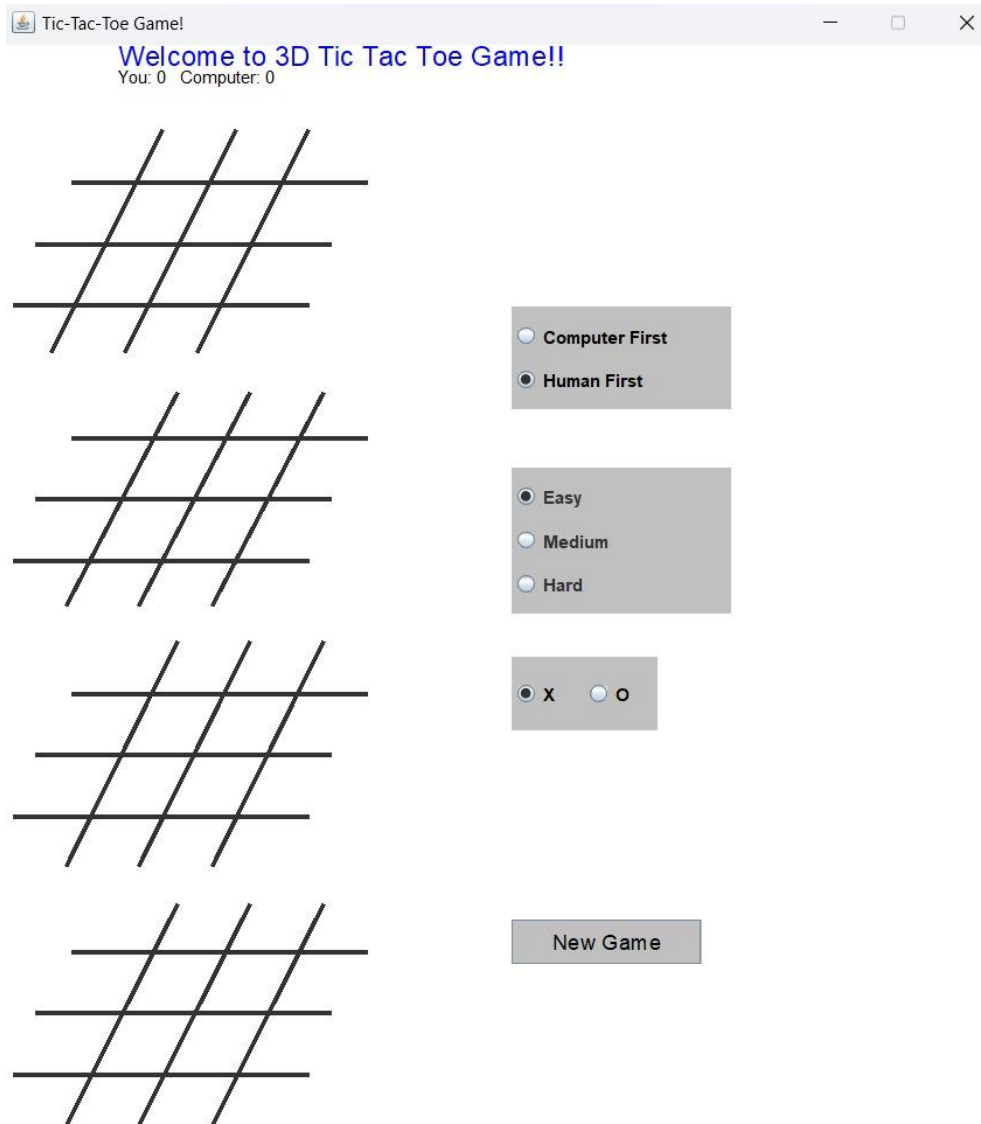 Tic-Tac-Toe Game!
Welcome to 3D Tic Tac Toe Game!!
You: 0 Computer: 0
Computer First
Human First
Easy
Medium
Hard
X O
New Game